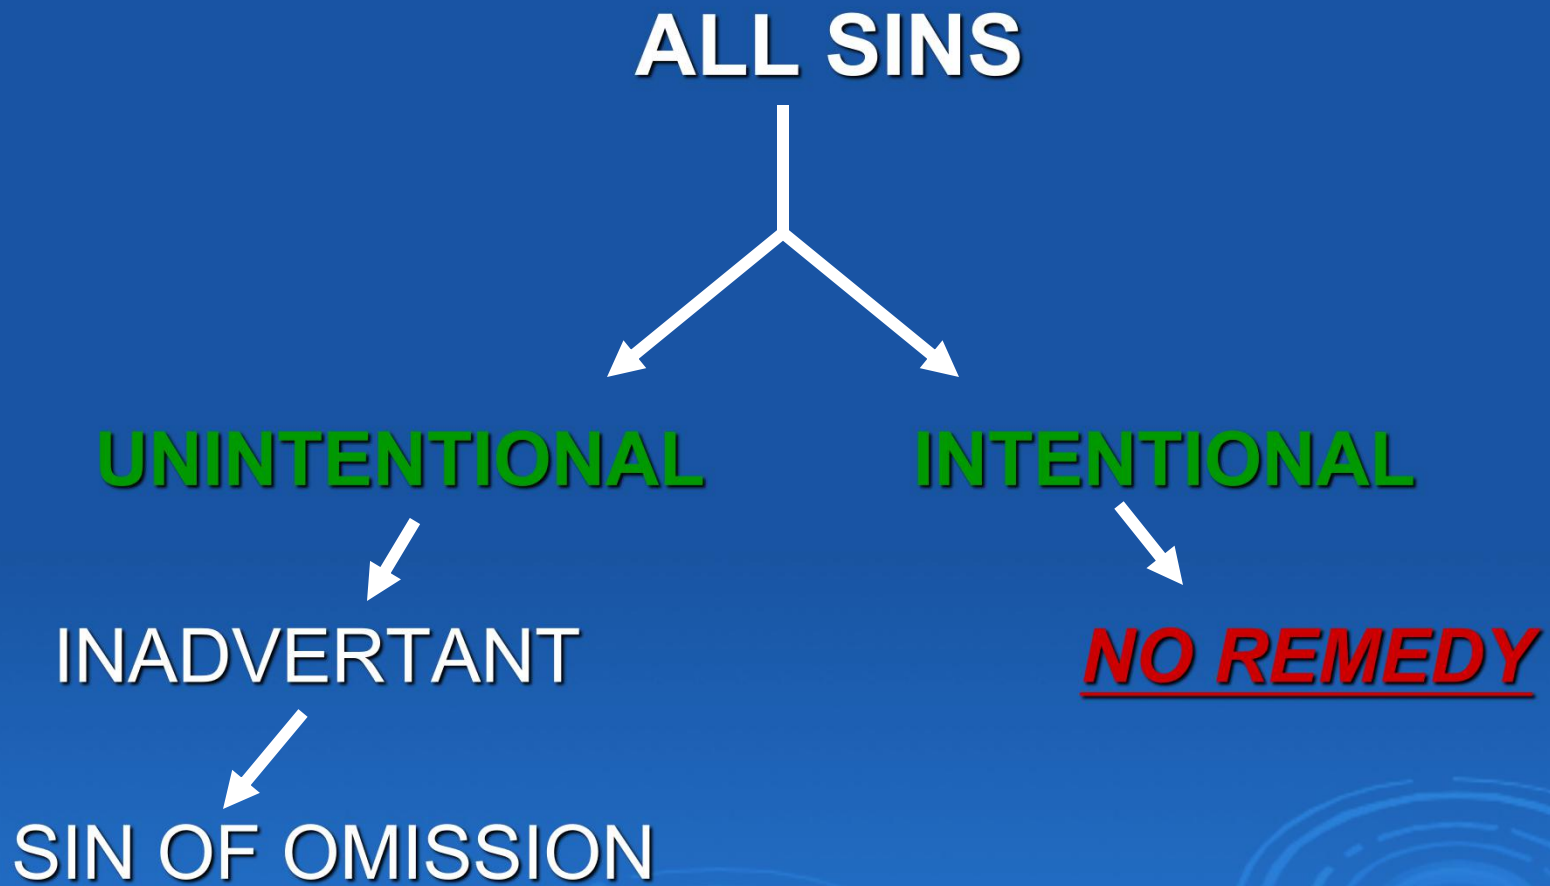 ALL SINS
UNINTENTIONAL
INTENTIONAL
INADVERTANT
NO REMEDY
SIN OF OMISSION